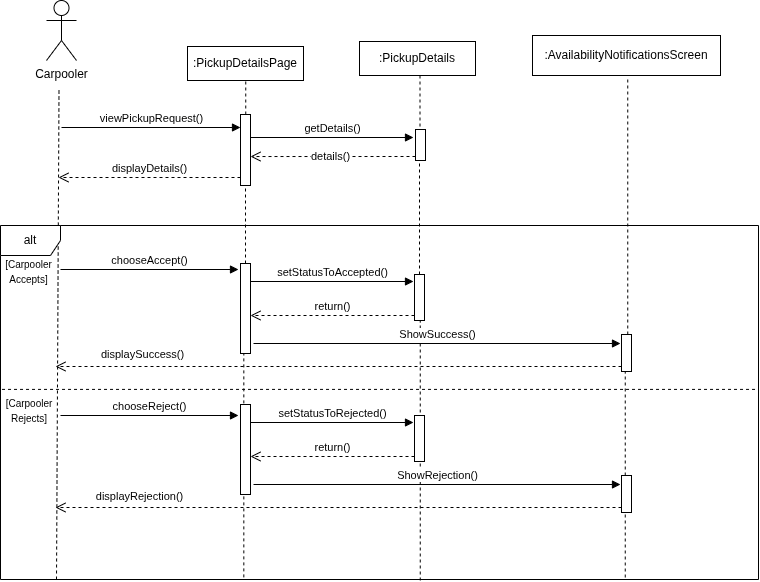 Carpooler
:PickupDetailsPage
:PickupDetails
:AvailabilityNotificationsScreen
viewPickupRequest()
getDetails()
details()
displayDetails()
alt
[Carpooler
Accepts]
chooseAccept()
setStatusToAccepted()
return()
ShowSuccess()
displaySuccess()
[Carpooler
Rejects]
chooseReject()
setStatusToRejected()
return()
ShowRejection()
displayRejection()